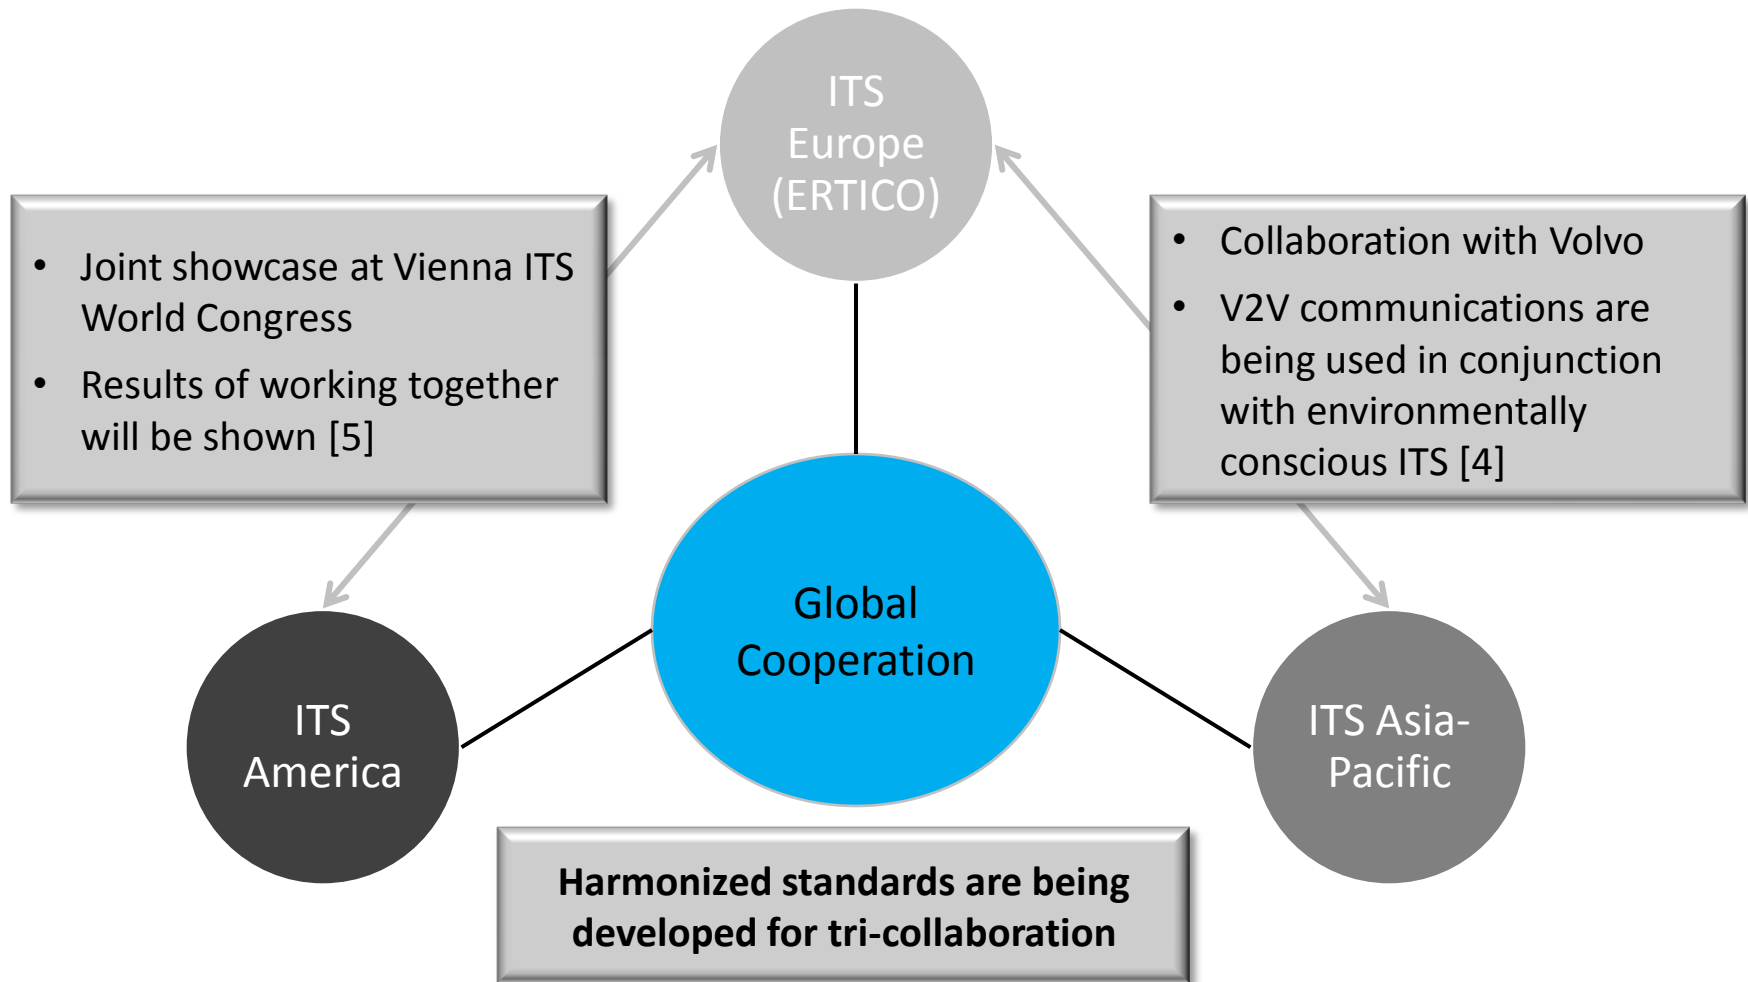 ITS
Europe
(ERTICO)
• Joint showcase at Vienna ITS
World Congress
• Results of working together
will be shown [5]
• Collaboration with Volvo
• V2V communications are
being used in conjunction
with environmentally
conscious ITS [4]
Global
Cooperation
ITS
America
ITS Asia-
Pacific
Harmonized standards are being
developed for tri-collaboration